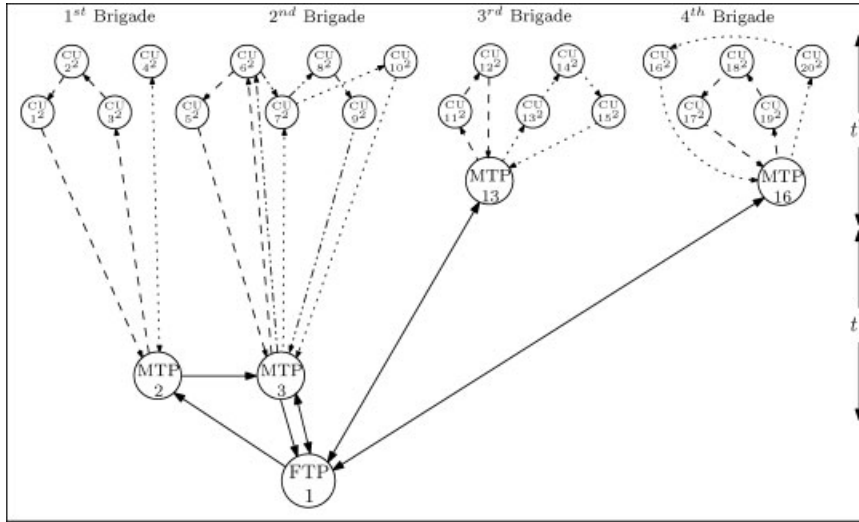 1st Brigade 2nd Brigade 3rd Brigade 4th Brigade
CU 2² CU 4² CU 6² CU 8² CU 10² CU 12² CU 14² CU 16² CU 18² CU 20²
CU 1² CU 3² CU 5² CU 7² CU 9² CU 11² CU 13² CU 15² CU 17² CU 19²
t
MTP 13 MTP 16
t
MTP 2 MTP 3
FTP 1